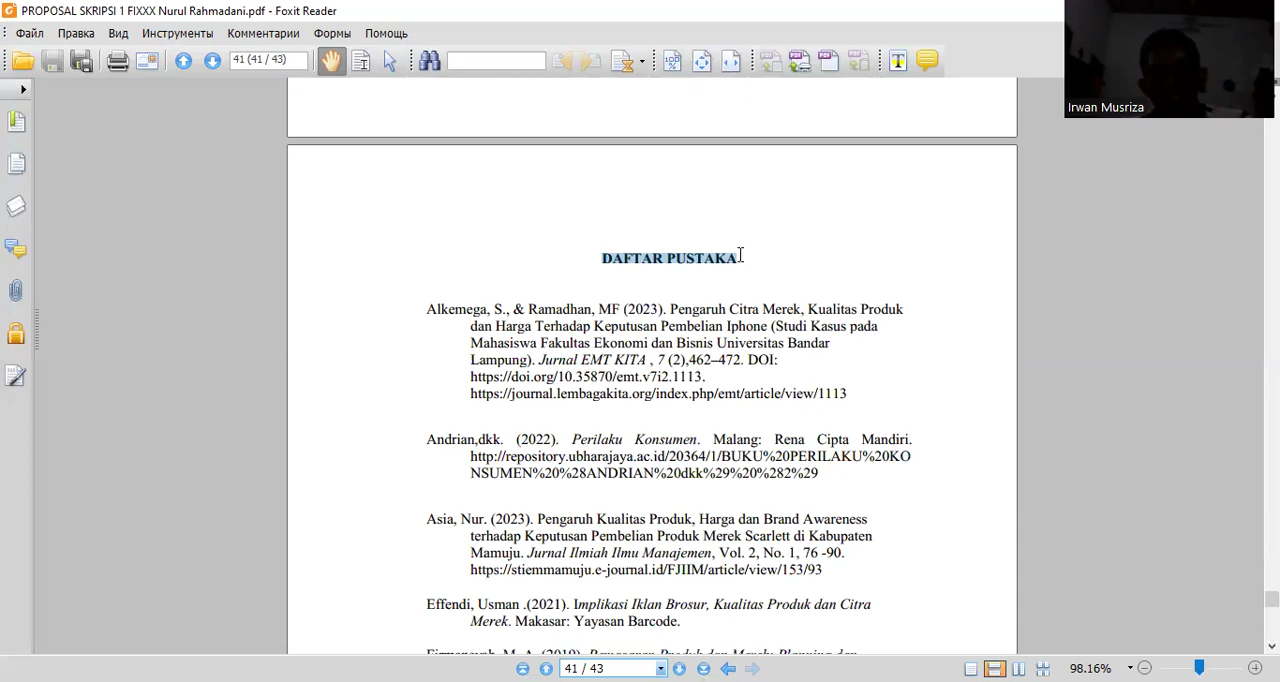 PROPOSAL SKRIPSI 1 FIXXX Nurul Rahmadani.pdf - Foxit Reader
Файл Правка Вид Инструменты Комментарии Формы Помощь
41 (41 / 43)
Irwan Musriza
DAFTAR PUSTAKA
Alkemega, S., & Ramadhan, MF (2023). Pengaruh Citra Merek, Kualitas Produk
dan Harga Terhadap Keputusan Pembelian Iphone (Studi Kasus pada
Mahasiswa Fakultas Ekonomi dan Bisnis Universitas Bandar
Lampung). Jurnal EMT KITA , 7 (2),462–472. DOI:
https://doi.org/10.35870/emt.v7i2.1113.
https://journal.lembagakita.org/index.php/emt/article/view/1113
Andrian,dkk. (2022). Perilaku Konsumen. Malang: Rena Cipta Mandiri.
http://repository.ubharajaya.ac.id/20364/1/BUKU%20PERILAKU%20KO
NSUMEN%20%28ANDRIAN%20dkk%29%20%282%29
Asia, Nur. (2023). Pengaruh Kualitas Produk, Harga dan Brand Awareness
terhadap Keputusan Pembelian Produk Merek Scarlett di Kabupaten
Mamuju. Jurnal Ilmiah Ilmu Manajemen, Vol. 2, No. 1, 76 -90.
https://stiemmamuju.e-journal.id/FJIIM/article/view/153/93
Effendi, Usman .(2021). Implikasi Iklan Brosur, Kualitas Produk dan Citra
Merek. Makasar: Yayasan Barcode.
Firmansyah, M. A. (2019). Pemasaran Produk dan Merek: Planning dan
41 / 43
98.16%